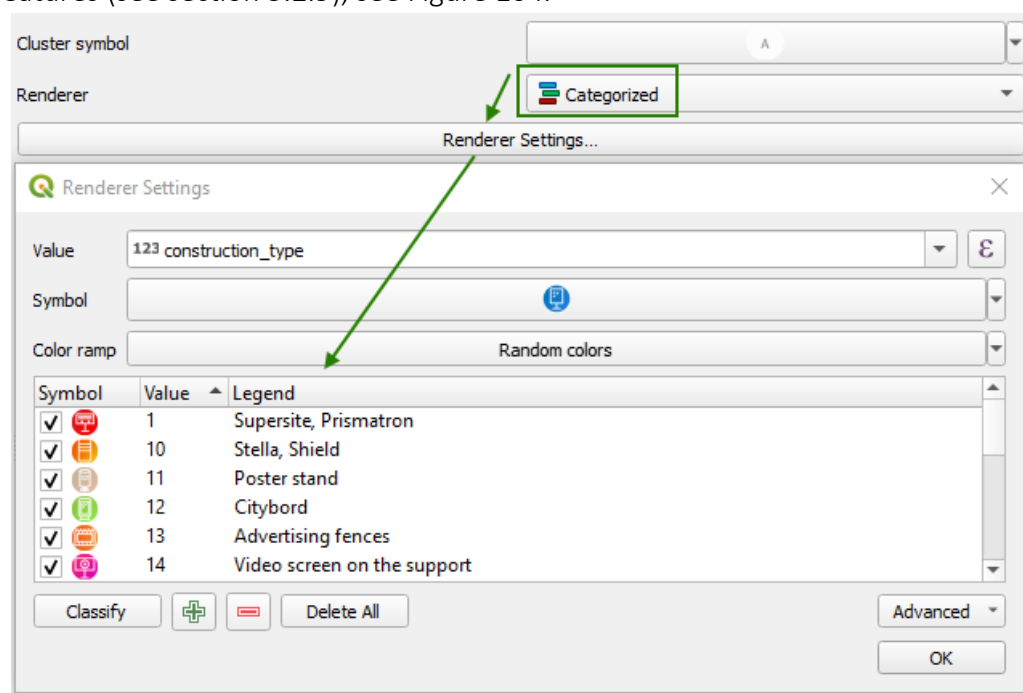 Cluster symbol A
Renderer Categorized
Renderer Settings...
Renderer Settings
Value 123 construction_type ε
Symbol
Color ramp Random colors
Symbol Value Legend
1 Supersite, Prismatron
10 Stella, Shield
11 Poster stand
12 Citybord
13 Advertising fences
14 Video screen on the support
Classify Delete All Advanced
OK